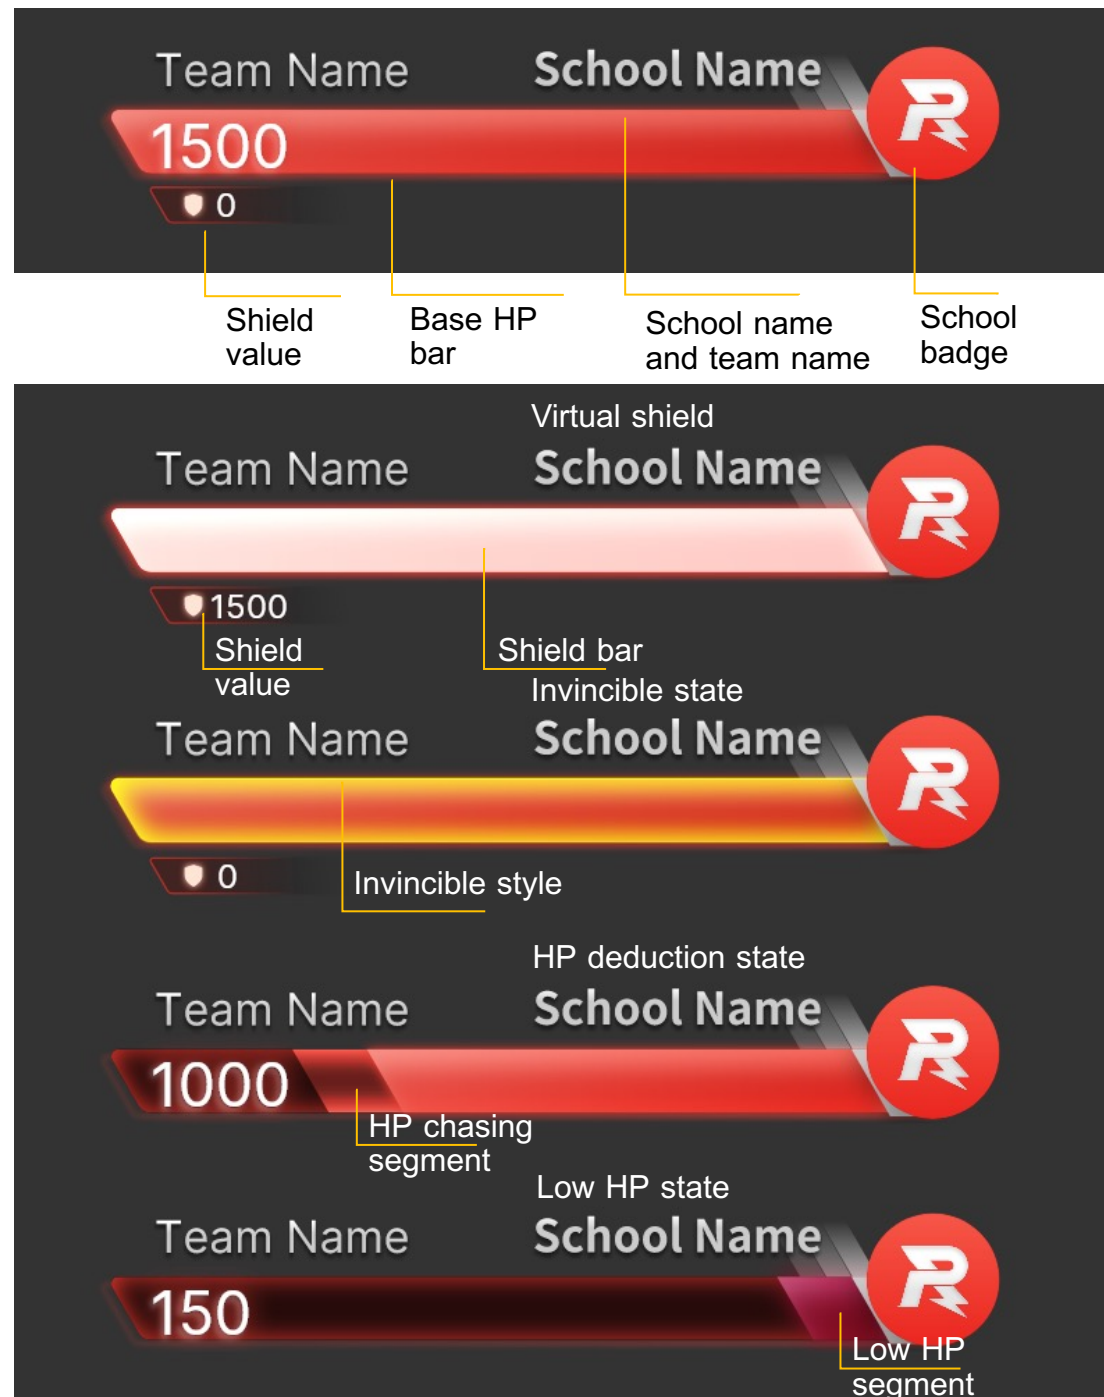 Team Name School Name
1500
0
Shield
value
Base HP
bar
School name
and team name
School
badge
Virtual shield
Team Name School Name
1500
Shield
value
Shield bar
Invincible state
Team Name School Name
0
Invincible style
HP deduction state
Team Name School Name
1000
HP chasing
segment
Low HP state
Team Name School Name
150
Low HP
segment